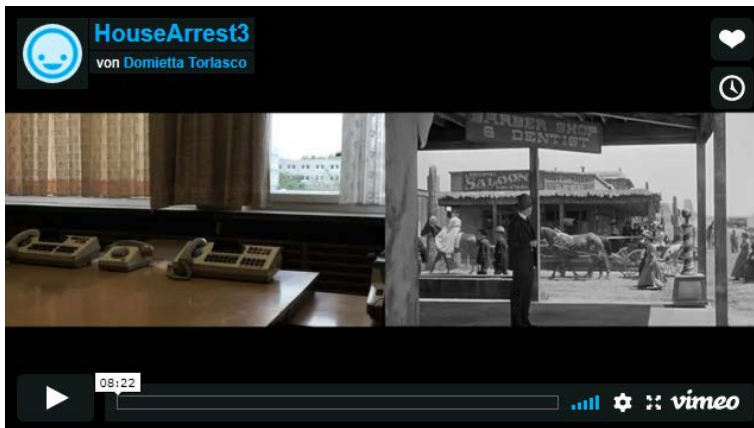 HouseArrest3
von Domietta Torlasco
BARBER SHOP
& DENTIST
SALOON
08:22
vimeo